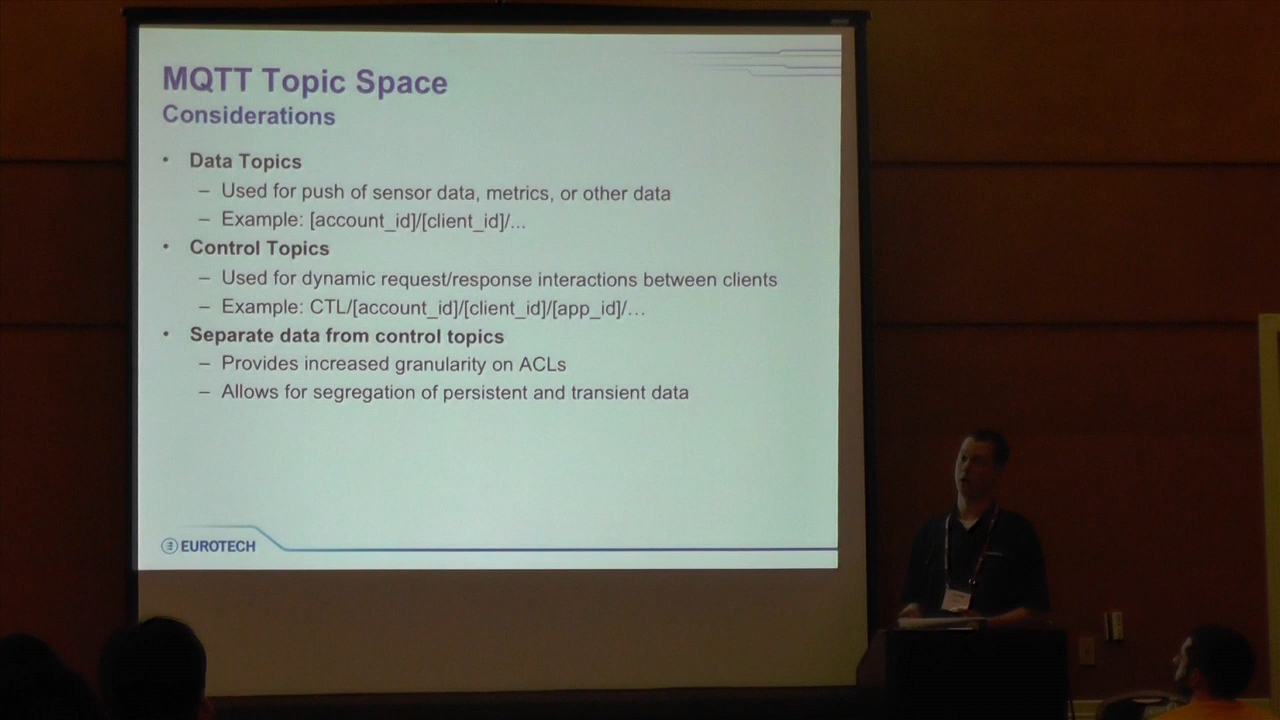 MQTT Topic Space
Considerations
• Data Topics
– Used for push of sensor data, metrics, or other data
– Example: [account_id]/[client_id]/...
• Control Topics
– Used for dynamic request/response interactions between clients
– Example: CTL/[account_id]/[client_id]/[app_id]/…
• Separate data from control topics
– Provides increased granularity on ACLs
– Allows for segregation of persistent and transient data
EUROTECH